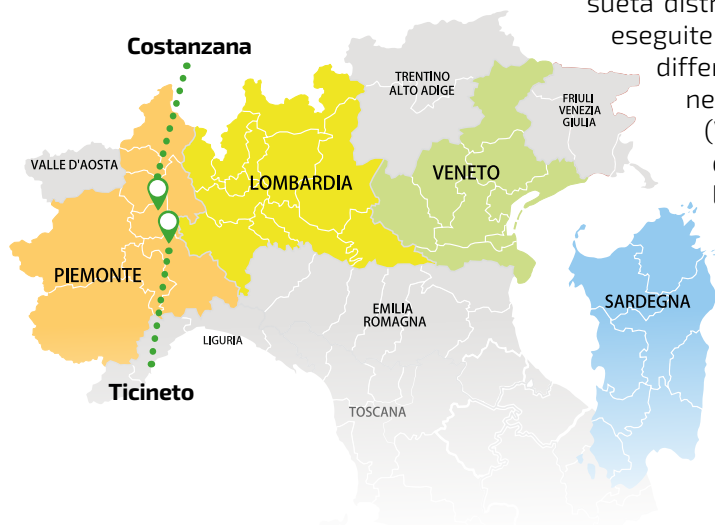 sueta distr
eseguite
differ
ne
Costanzana
TRENTINO
ALTO ADIGE
FRIULI
VENEZIA
GIULIA
VALLE D'AOSTA
LOMBARDIA
VENETO
PIEMONTE
SARDEGNA
EMILIA
ROMAGNA
LIGURIA
Ticineto
TOSCANA